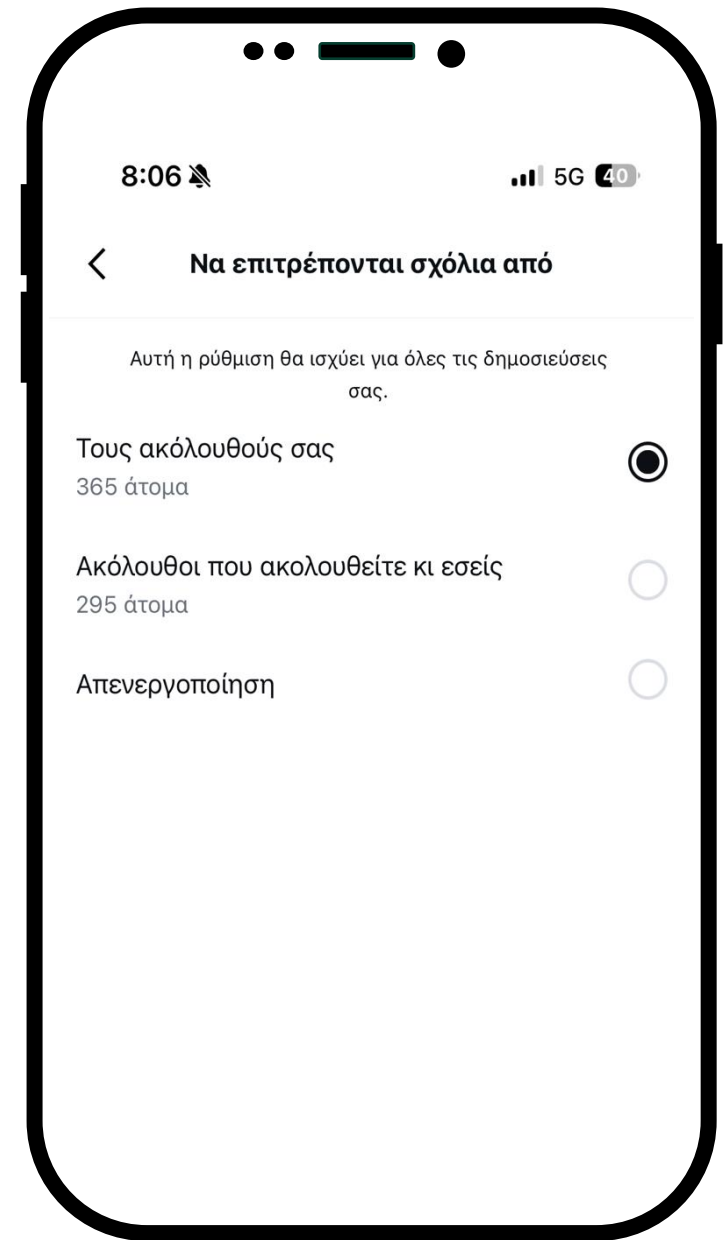 8:06
5G 40
Να επιτρέπονται σχόλια από
Αυτή η ρύθμιση θα ισχύει για όλες τις δημοσιεύσεις
σας.
Τους ακόλουθούς σας
365 άτομα
Ακόλουθοι που ακολουθείτε κι εσείς
295 άτομα
Απενεργοποίηση